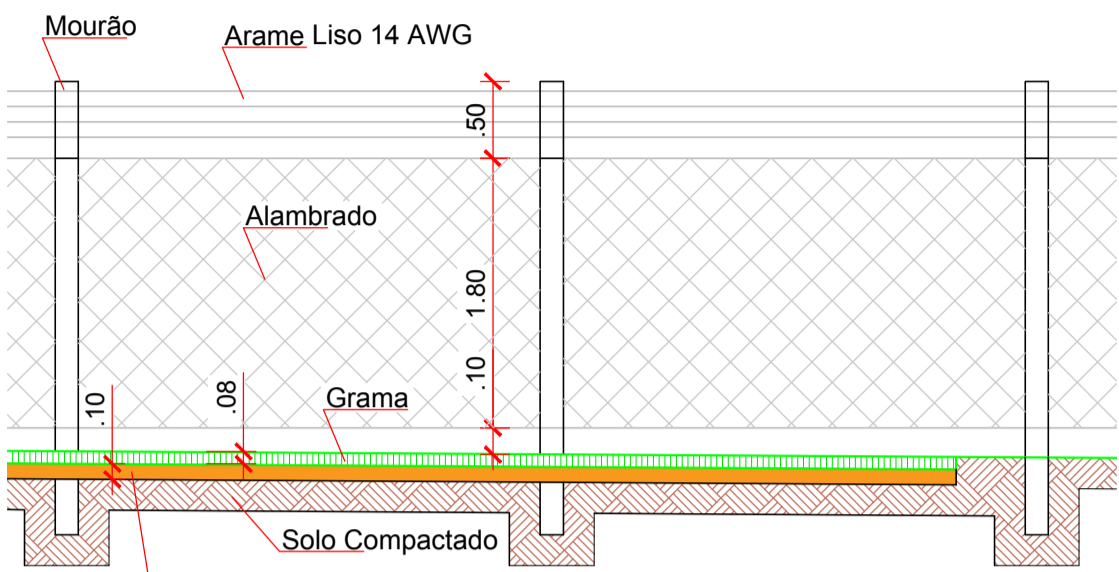 Mourão
Arame Liso 14 AWG
.50
Alambrado
1.80
.10
.08
.10
Grama
Solo Compactado